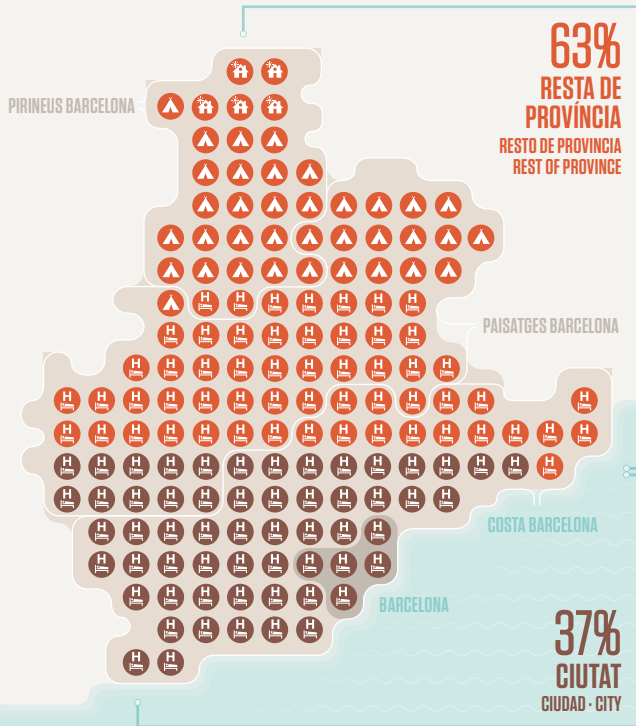 63%
RESTA DE
PROVÍNCIA
RESTO DE PROVINCIA
REST OF PROVINCE
PIRINEUS BARCELONA
PAISATGES BARCELONA
COSTA BARCELONA
BARCELONA
37%
CIUTAT
CIUDAD · CITY